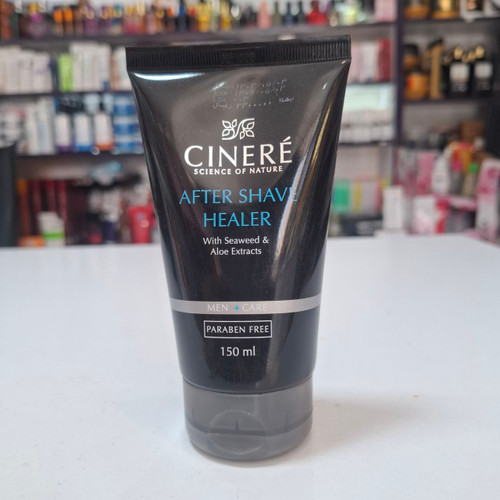 CINERÉ
SCIENCE OF NATURE
AFTER SHAVE
HEALER
With Seaweed &
Aloe Extracts
MEN + CARE
PARABEN FREE
150 ml